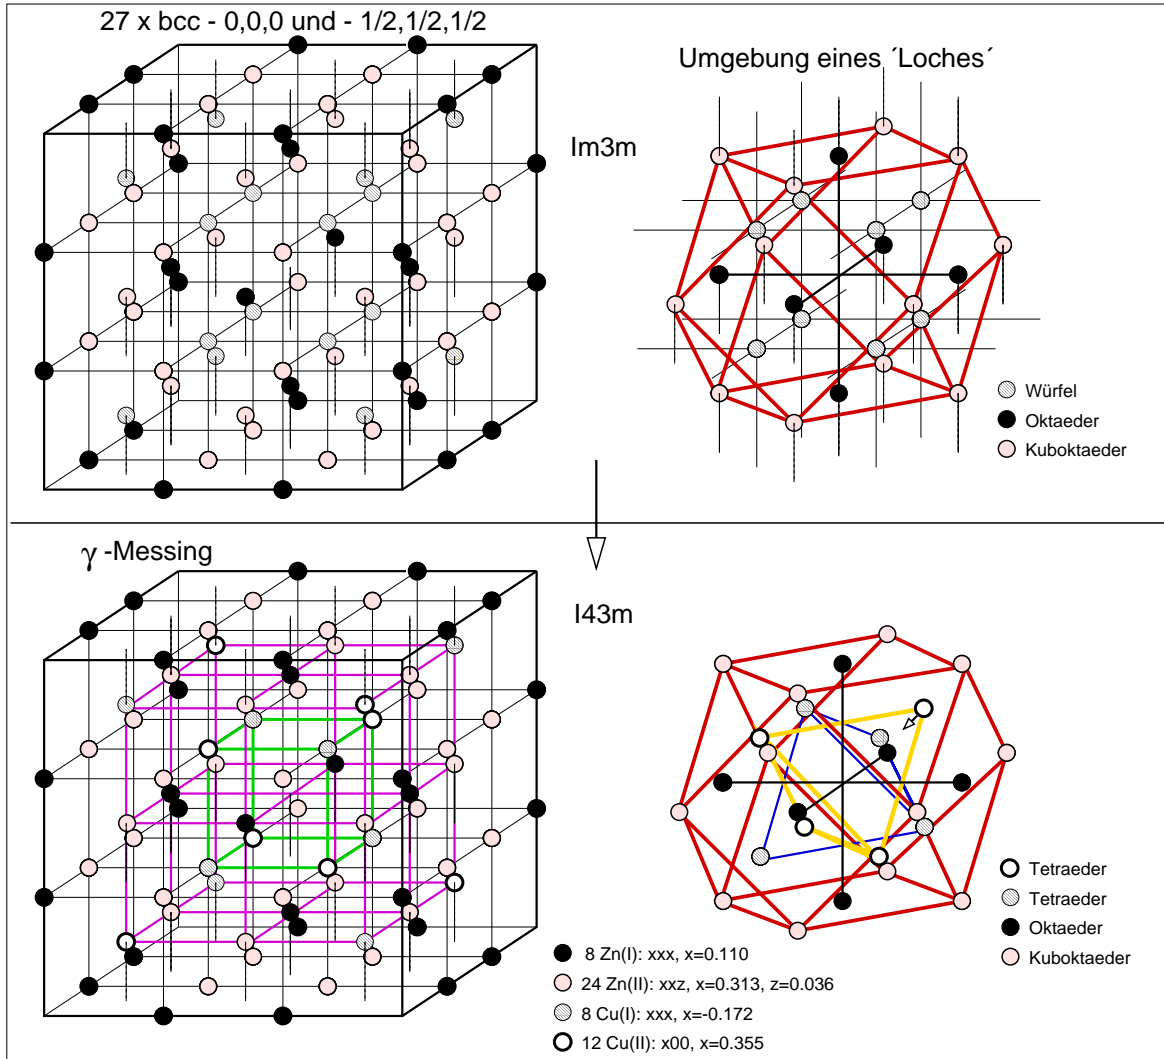 27 x bcc - 0,0,0 und - 1/2,1/2,1/2
Umgebung eines ´Loches´
Im3m
Würfel
Oktaeder
Kuboktaeder
γ -Messing
I43m
Tetraeder
Tetraeder
Oktaeder
Kuboktaeder
8 Zn(I): xxx, x=0.110
24 Zn(II): xxz, x=0.313, z=0.036
8 Cu(I): xxx, x=-0.172
12 Cu(II): x00, x=0.355